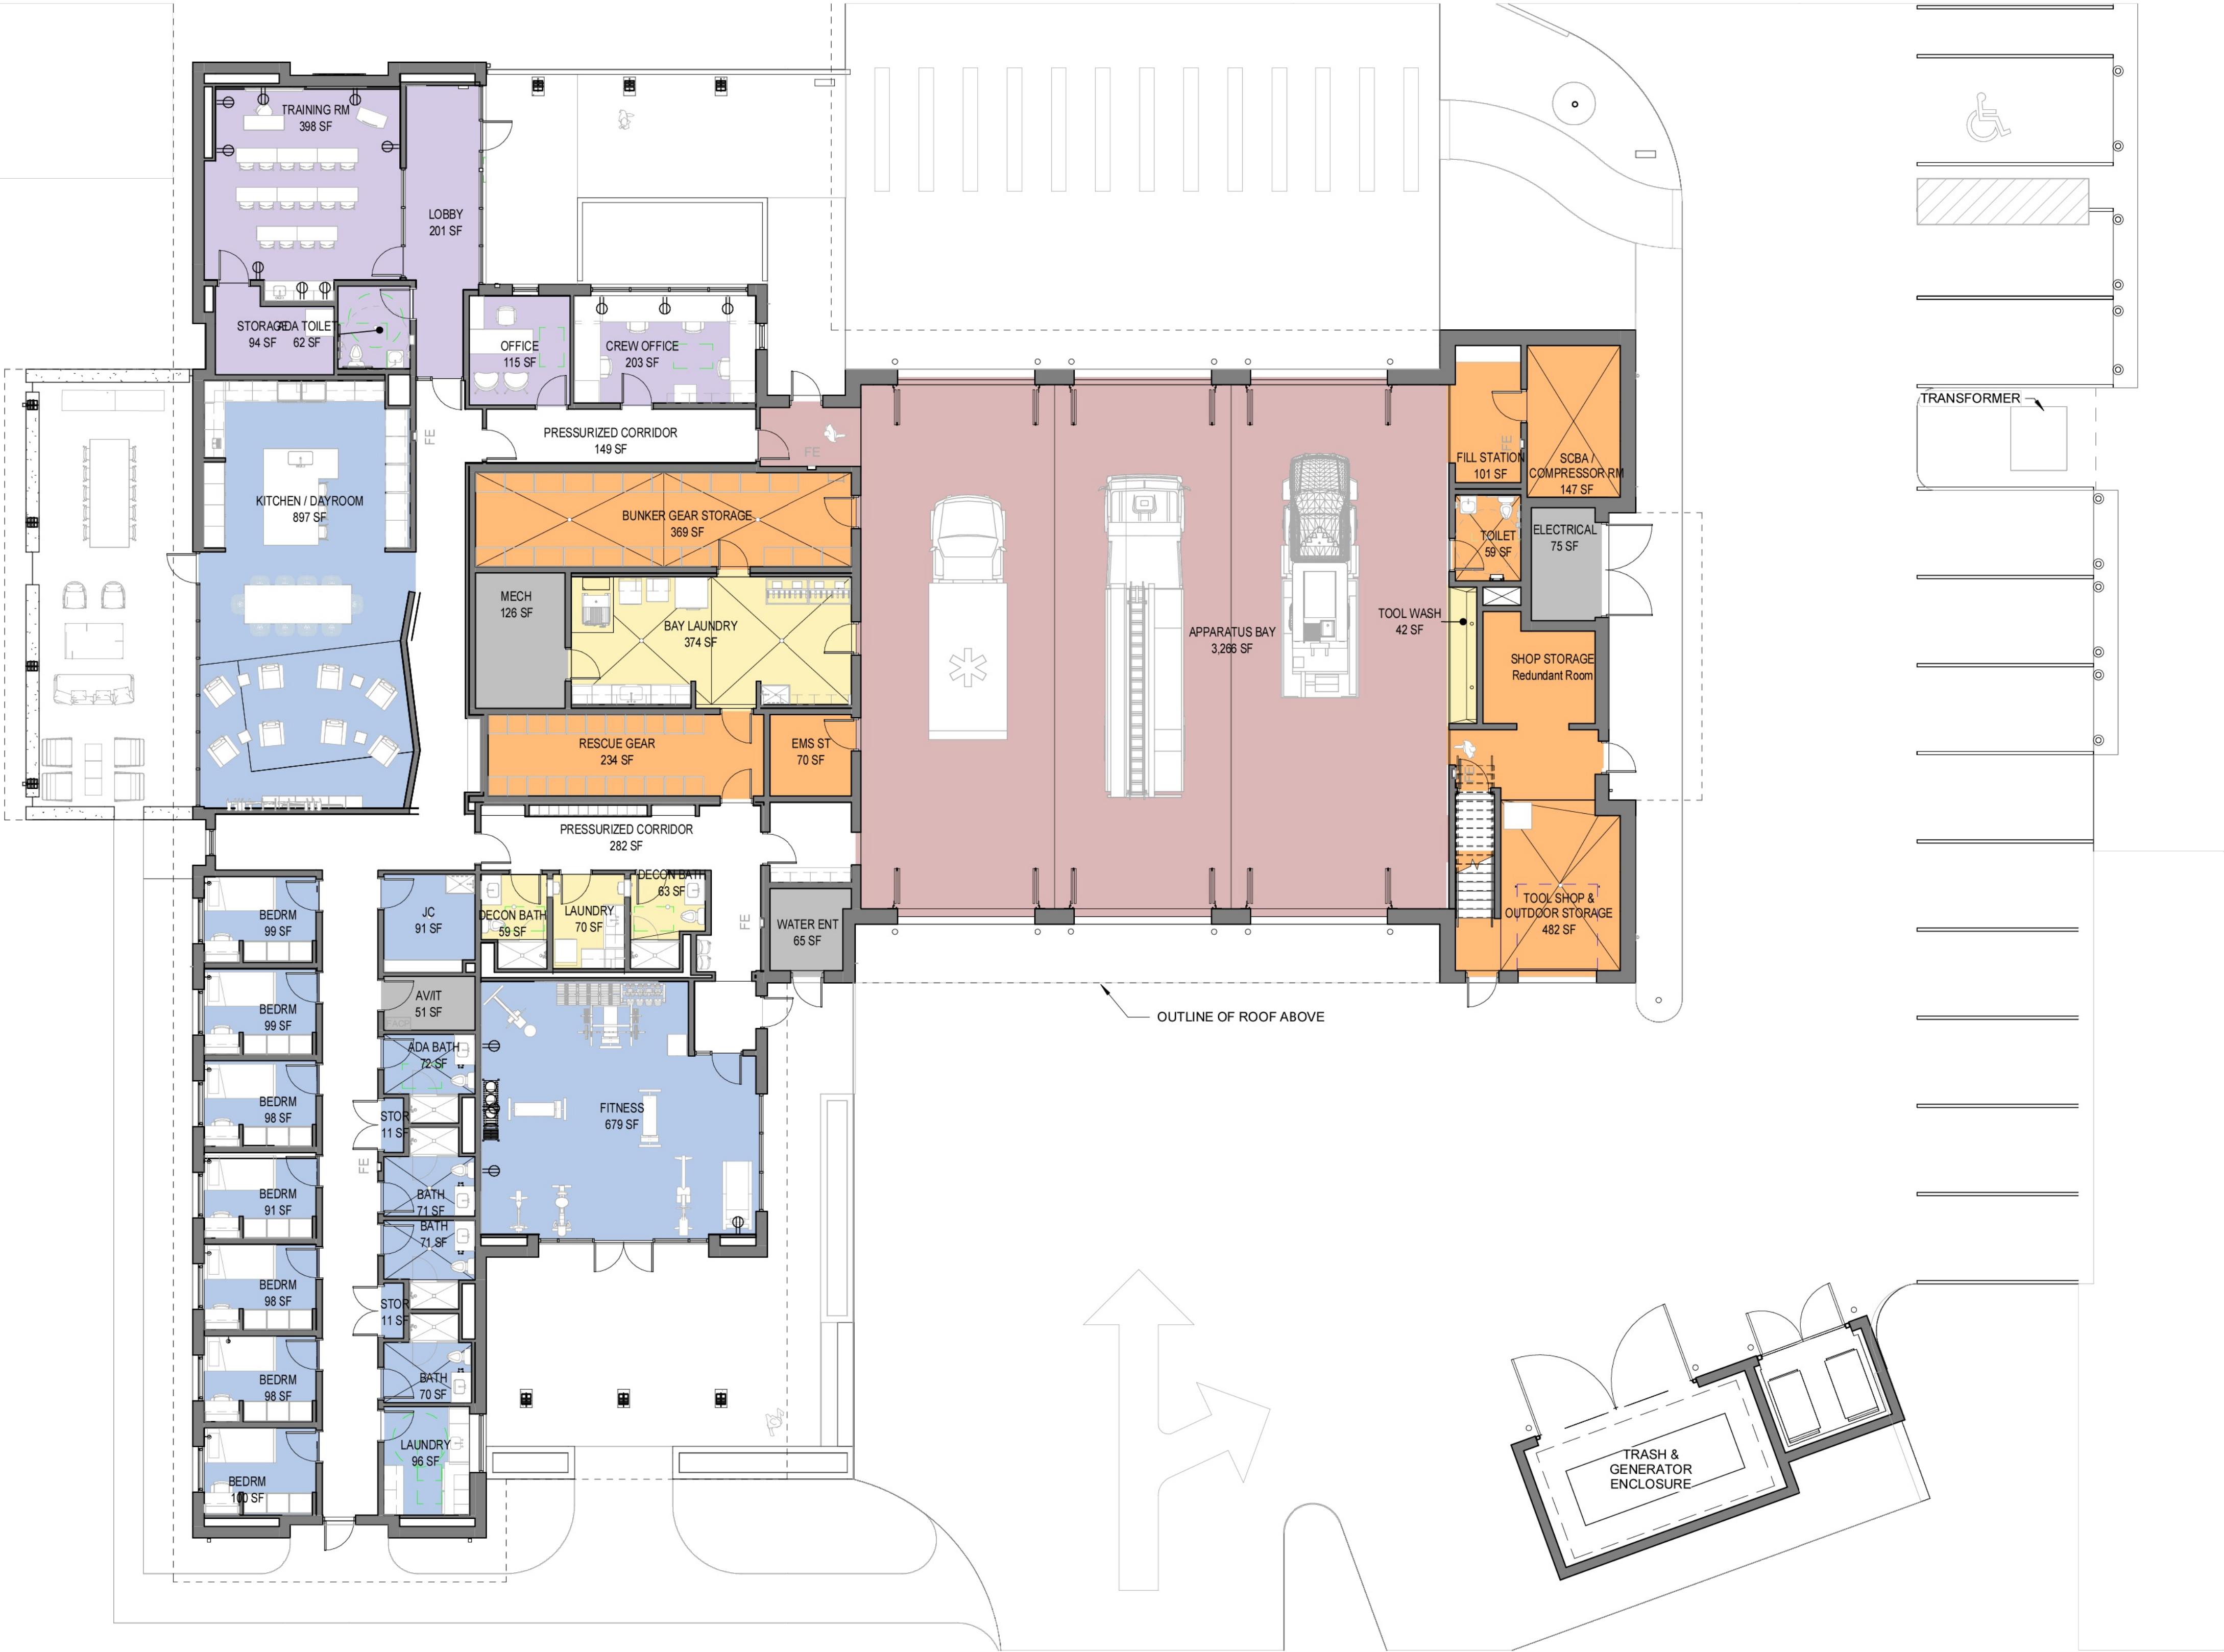 TRAINING RM
398 SF
LOBBY
201 SF
STORAGE
94 SF
ADA TOILET
62 SF
OFFICE
115 SF
CREW OFFICE
203 SF
TRANSFORMER
PRESSURIZED CORRIDOR
149 SF
FE
FE
FE
FILL STATION
101 SF
SCBA /
COMPRESSOR RM
147 SF
KITCHEN / DAYROOM
897 SF
BUNKER GEAR STORAGE
369 SF
TOILET
59 SF
ELECTRICAL
75 SF
MECH
126 SF
BAY LAUNDRY
374 SF
APPARATUS BAY
3,266 SF
TOOL WASH
42 SF
SHOP STORAGE
Redundant Room
RESCUE GEAR
234 SF
EMS ST
70 SF
FE
PRESSURIZED CORRIDOR
282 SF
BEDRM
99 SF
JC
91 SF
DECON BATH
59 SF
LAUNDRY
70 SF
DECON BATH
63 SF
FE
WATER ENT
65 SF
TOOL SHOP &
OUTDOOR STORAGE
482 SF
BEDRM
99 SF
AV/IT
51 SF
FACP
OUTLINE OF ROOF ABOVE
ADA BATH
72 SF
BEDRM
98 SF
STOR
11 SF
FITNESS
679 SF
FE
BEDRM
91 SF
BATH
71 SF
BATH
71 SF
BEDRM
98 SF
STOR
11 SF
BEDRM
98 SF
BATH
70 SF
LAUNDRY
96 SF
BEDRM
100 SF
TRASH &
GENERATOR
ENCLOSURE